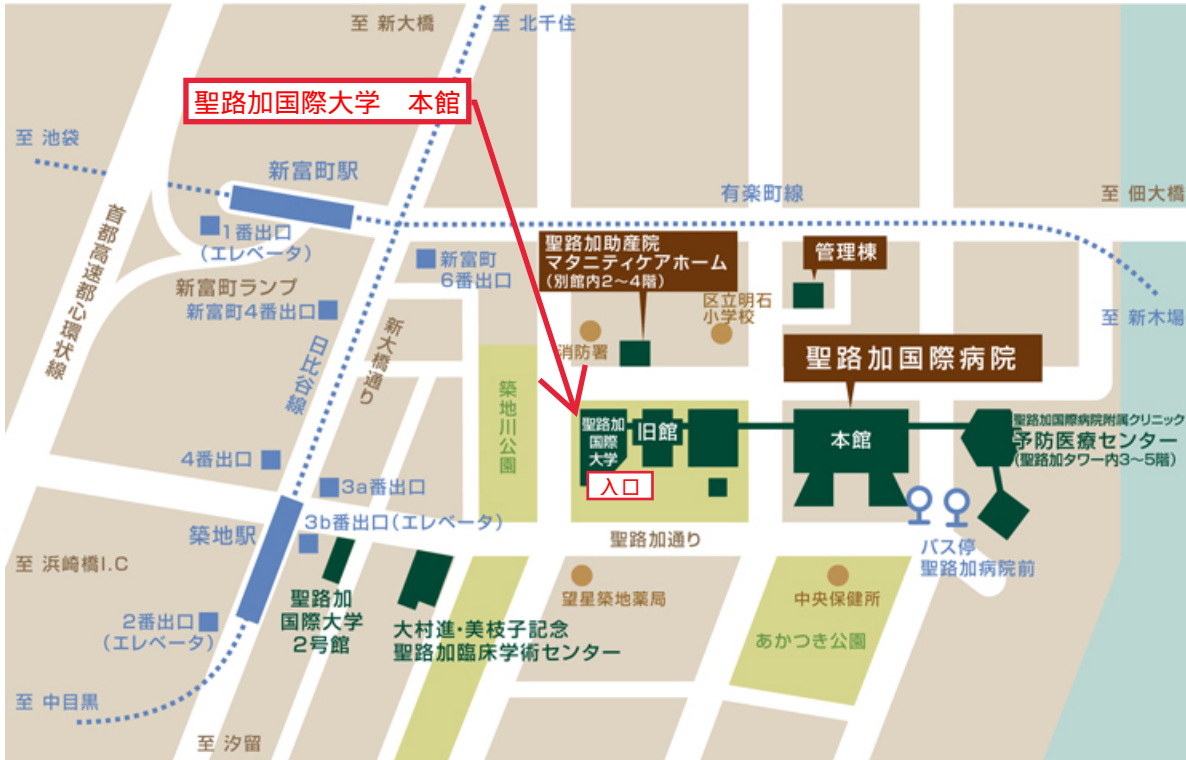 至 新大橋
至 北千住
聖路加国際大学　本館
至 池袋
新富町駅
有楽町線
至 佃大橋
首都高速都心環状線
1番出口
(エレベータ)
新富町
6番出口
聖路加助産院
マタニティケアホーム
(別館内2〜4階)
管理棟
新富町ランプ
新富町4番出口
区立明石
小学校
至 新木場
日比谷線
新大橋通り
消防署
聖路加国際病院
築地川公園
聖路加
国際
大学
旧館
本館
聖路加国際病院附属クリニック
予防医療センター
(聖路加タワー内3〜5階)
4番出口
3a番出口
入口
築地駅
3b番出口(エレベータ)
聖路加通り
バス停
聖路加病院前
至 浜崎橋I.C
聖路加
国際大学
2号館
望星築地薬局
中央保健所
2番出口
(エレベータ)
大村進・美枝子記念
聖路加臨床学術センター
あかつき公園
至 中目黒
至 汐留